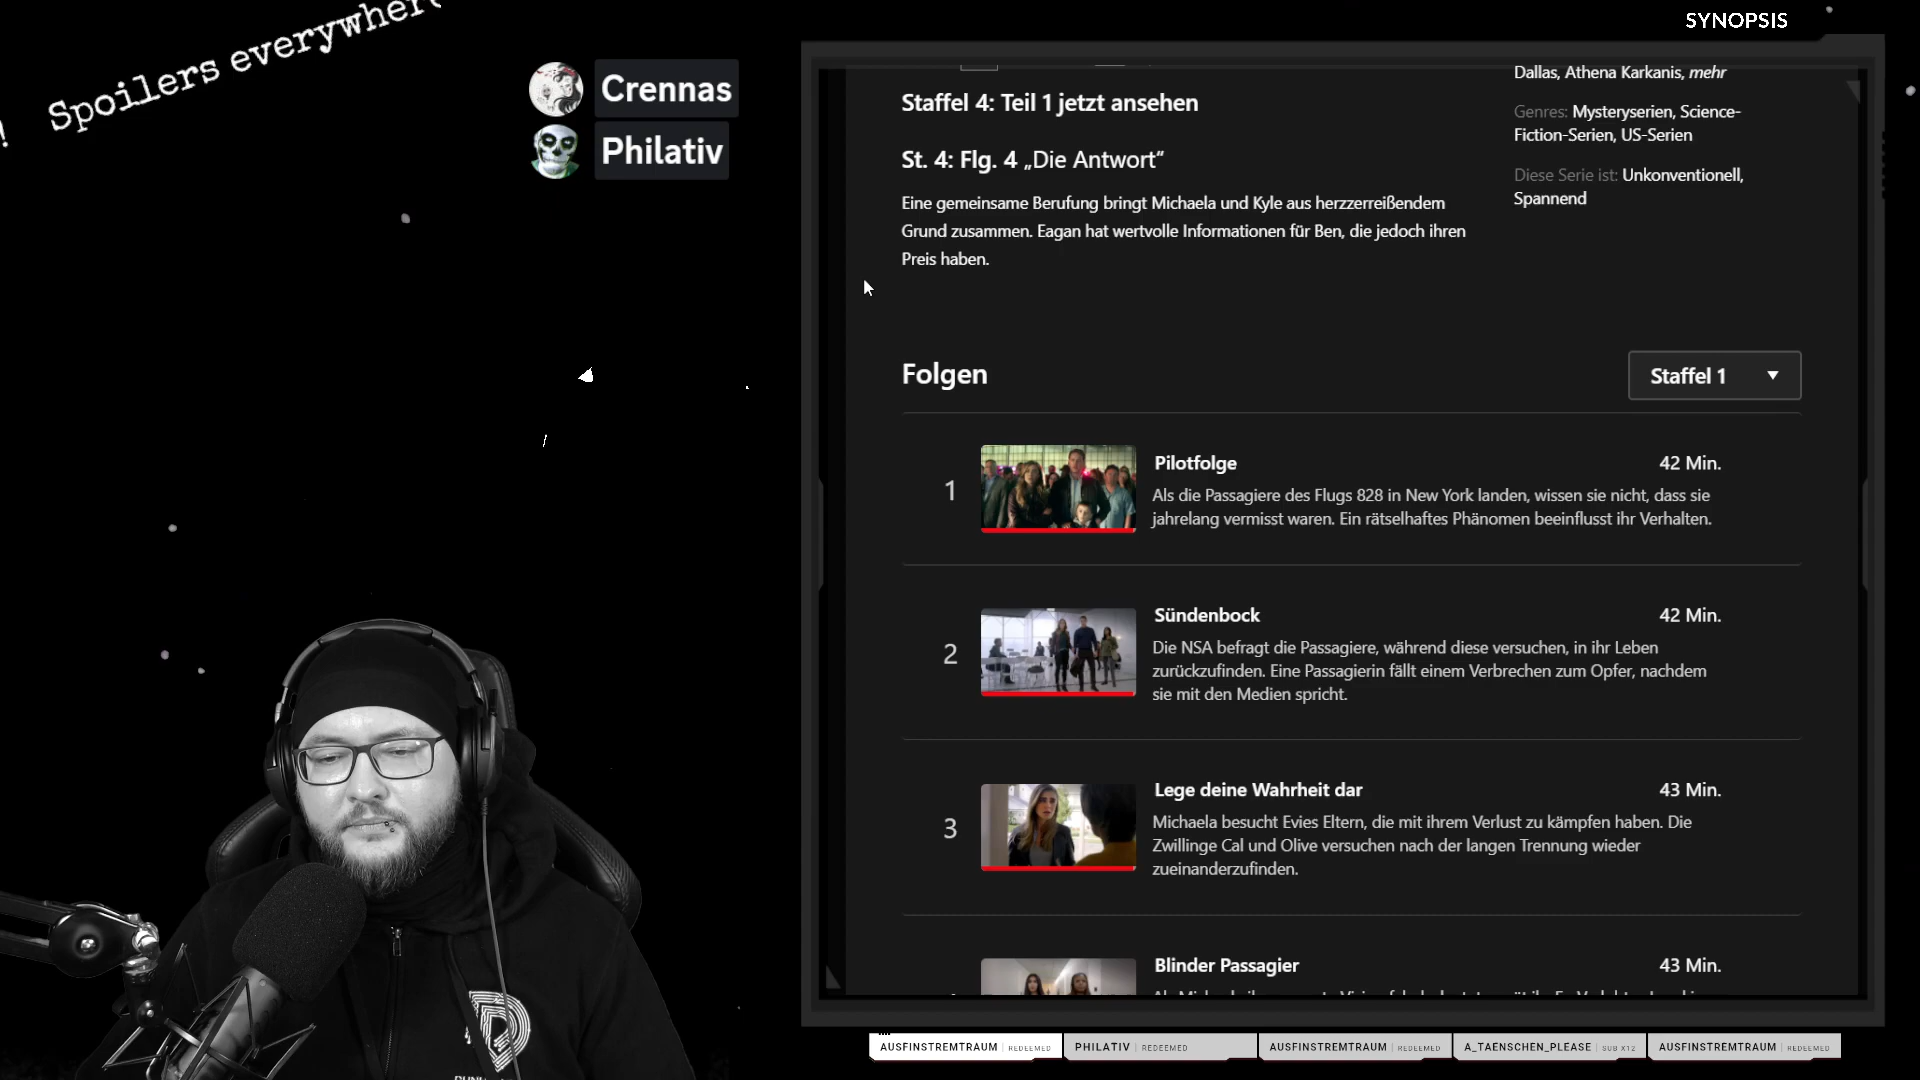 Spoilers everywhere
!
Crennas
Philativ
SYNOPSIS
Dallas, Athena Karkanis, mehr
Genres: Mysteryserien, Science-
Fiction-Serien, US-Serien
Diese Serie ist: Unkonventionell,
Spannend
Staffel 4: Teil 1 jetzt ansehen
St. 4: Flg. 4 „Die Antwort“
Eine gemeinsame Berufung bringt Michaela und Kyle aus herzzerreißendem
Grund zusammen. Eagan hat wertvolle Informationen für Ben, die jedoch ihren
Preis haben.
Folgen
Staffel 1
1
Pilotfolge
42 Min.
Als die Passagiere des Flugs 828 in New York landen, wissen sie nicht, dass sie
jahrelang vermisst waren. Ein rätselhaftes Phänomen beeinflusst ihr Verhalten.
2
Sündenbock
42 Min.
Die NSA befragt die Passagiere, während diese versuchen, in ihr Leben
zurückzufinden. Eine Passagierin fällt einem Verbrechen zum Opfer, nachdem
sie mit den Medien spricht.
3
Lege deine Wahrheit dar
43 Min.
Michaela besucht Evies Eltern, die mit ihrem Verlust zu kämpfen haben. Die
Zwillinge Cal und Olive versuchen nach der langen Trennung wieder
zueinanderzufinden.
Blinder Passagier
43 Min.
AUSFINSTREMTRAUM REDEEMED
PHILATIV REDEEMED
AUSFINSTREMTRAUM REDEEMED
A_TAENSCHEN_PLEASE SUB X12
AUSFINSTREMTRAUM REDEEMED